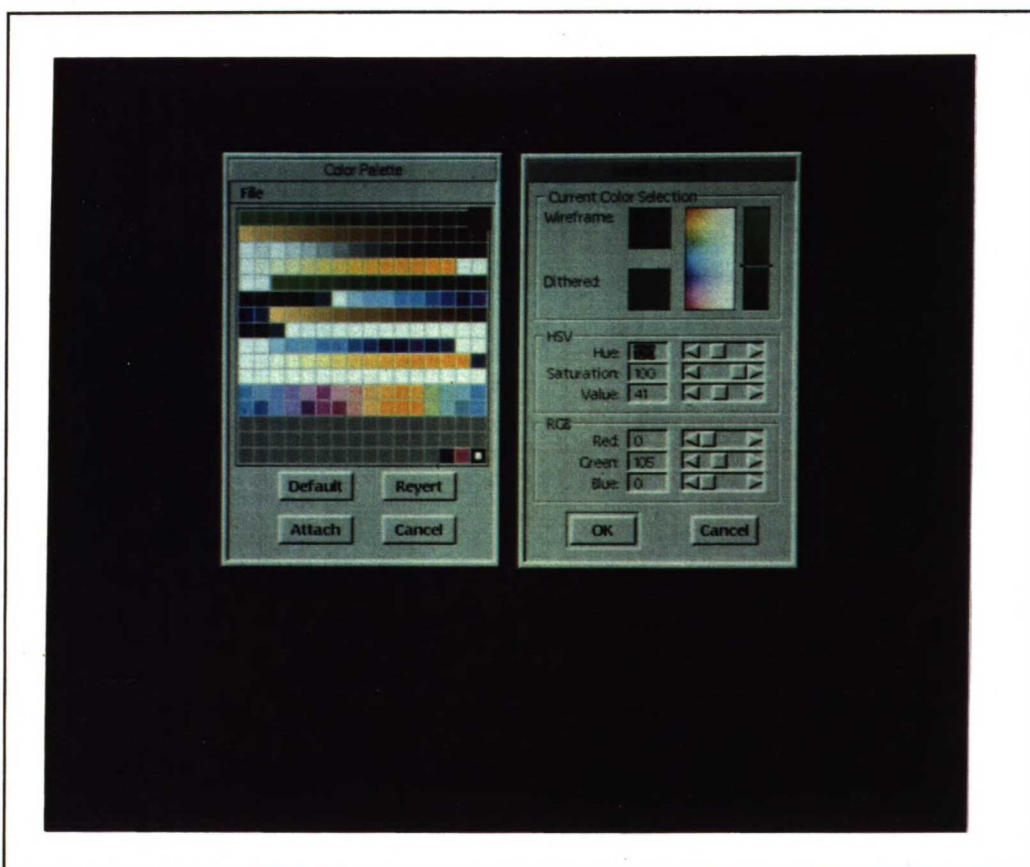 Color Palette
File
Default Revert
Attach Cancel
Current Color Selection
Wireframe:
Dithered:
HSV
Hue:
Saturation: 100
Value: 41
RGB
Red: 0
Green: 105
Blue: 0
OK Cancel